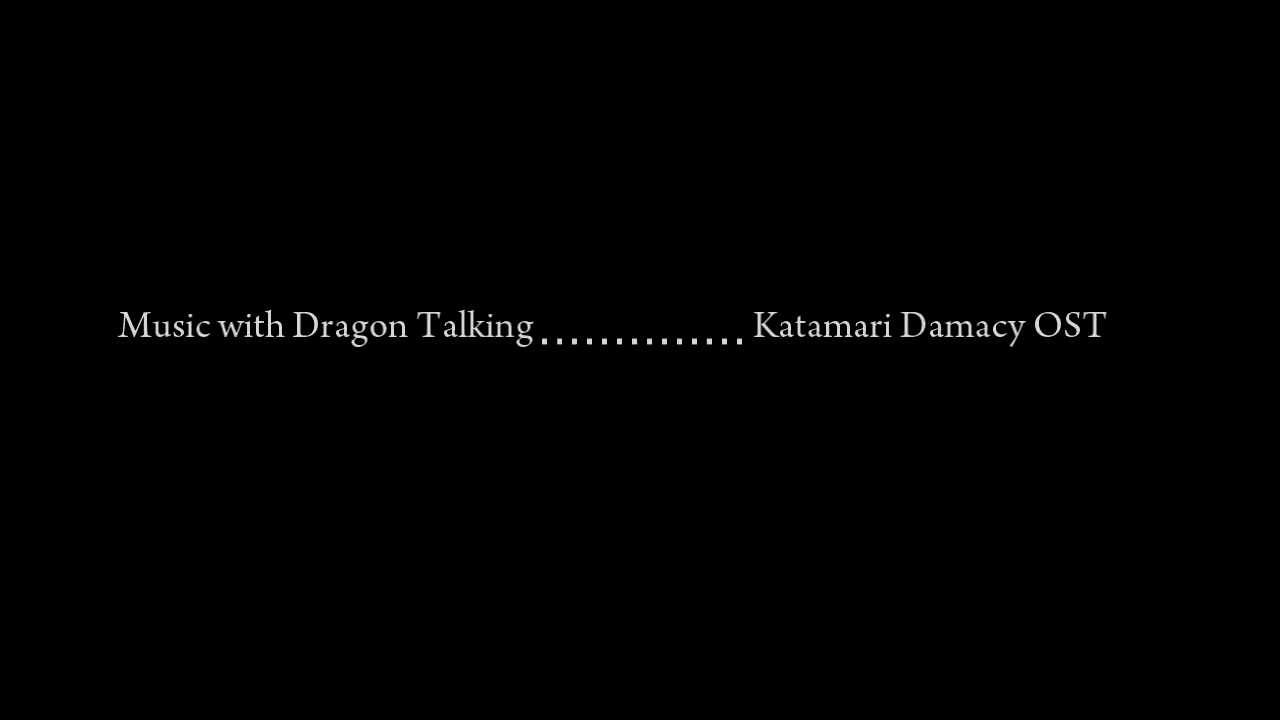 Music with Dragon Talking .............. Katamari Damacy OST